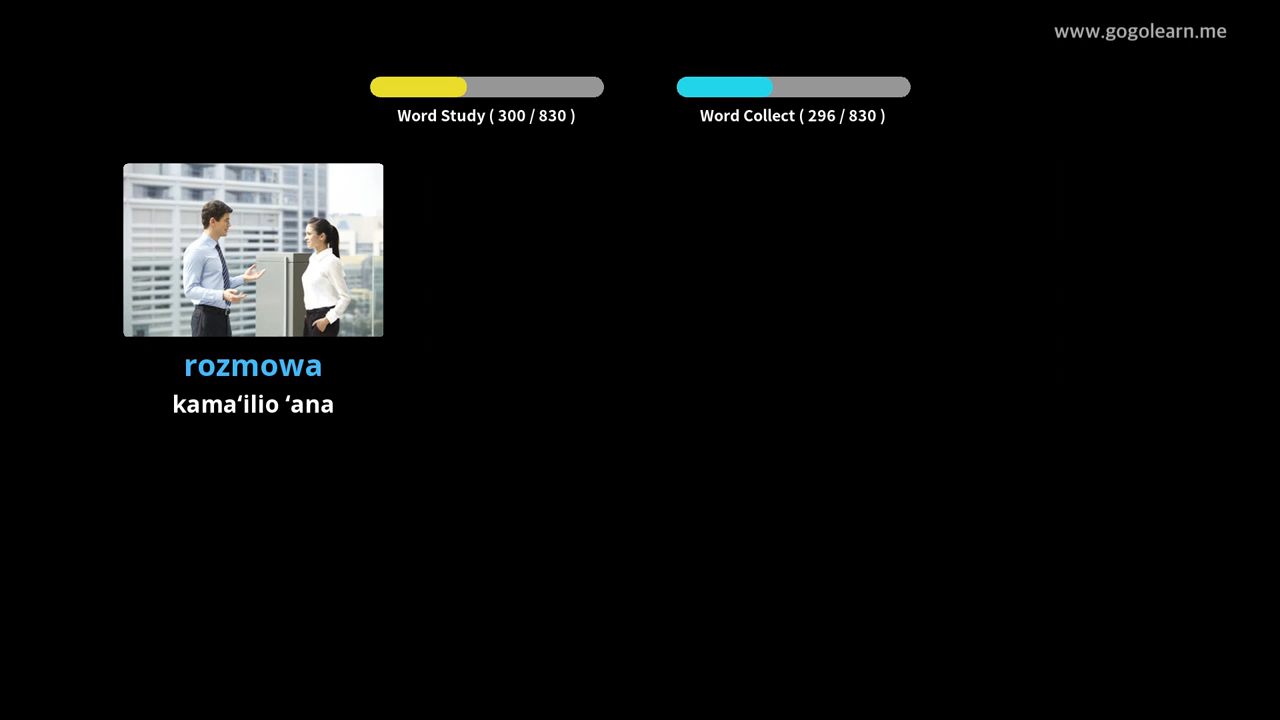 www.gogolearn.me
Word Study ( 300 / 830 )
Word Collect ( 296 / 830 )
rozmowa
kamaʻilio ʻana